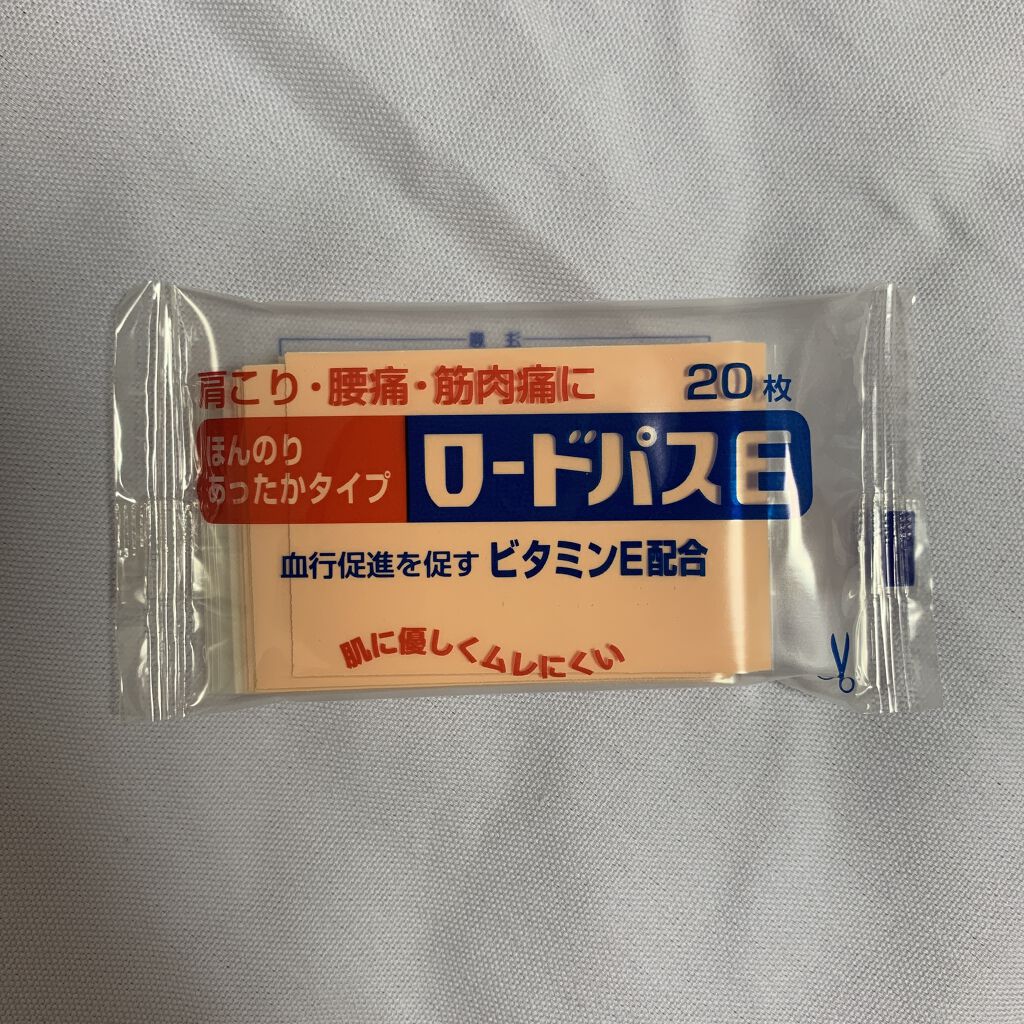 肩こり・腰痛・筋肉痛に 20枚
ほんのり
あったかタイプ
ロードパスE
血行促進を促す ビタミンE配合
肌に優しくムレにくい